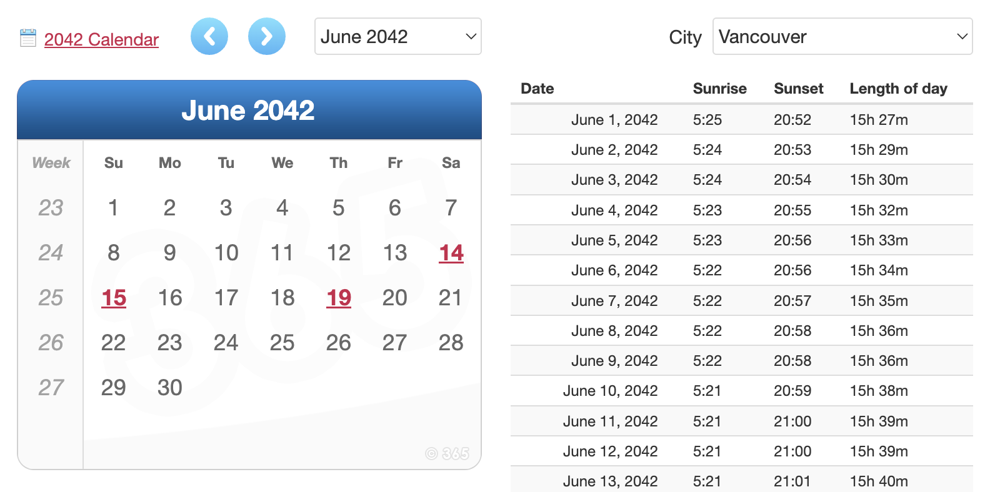 2042 Calendar
June 2042
City Vancouver
June 2042
Week Su Mo Tu We Th Fr Sa
23 1 2 3 4 5 6 7
24 8 9 10 11 12 13 14
25 15 16 17 18 19 20 21
26 22 23 24 25 26 27 28
27 29 30
365
© 365
Date Sunrise Sunset Length of day
June 1, 2042 5:25 20:52 15h 27m
June 2, 2042 5:24 20:53 15h 29m
June 3, 2042 5:24 20:54 15h 30m
June 4, 2042 5:23 20:55 15h 32m
June 5, 2042 5:23 20:56 15h 33m
June 6, 2042 5:22 20:56 15h 34m
June 7, 2042 5:22 20:57 15h 35m
June 8, 2042 5:22 20:58 15h 36m
June 9, 2042 5:22 20:58 15h 36m
June 10, 2042 5:21 20:59 15h 38m
June 11, 2042 5:21 21:00 15h 39m
June 12, 2042 5:21 21:00 15h 39m
June 13, 2042 5:21 21:01 15h 40m